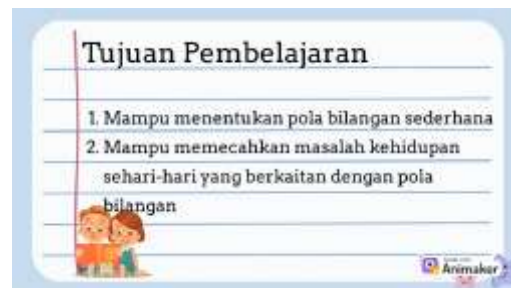 Tujuan Pembelajaran
1. Mampu menentukan pola bilangan sederhana
2. Mampu memecahkan masalah kehidupan
sehari-hari yang berkaitan dengan pola
bilangan
Animaker